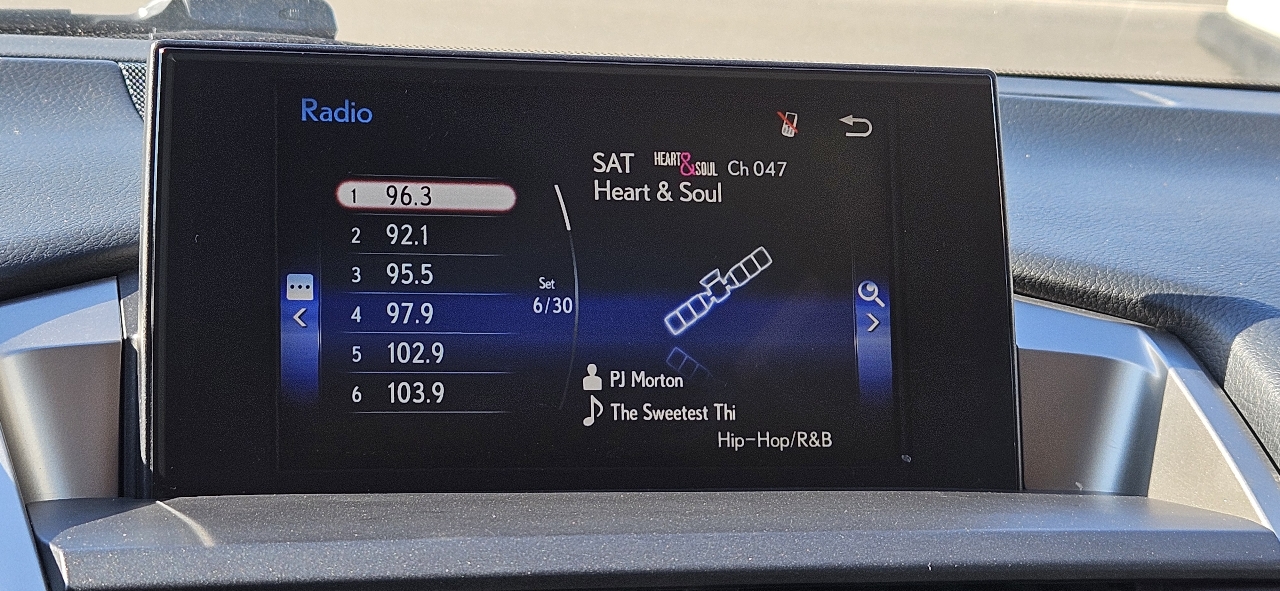 Radio
SAT HEART&SOUL Ch 047
Heart & Soul
1 96.3
2 92.1
3 95.5
4 97.9
5 102.9
6 103.9
Set
6/30
PJ Morton
The Sweetest Thi
Hip-Hop/R&B